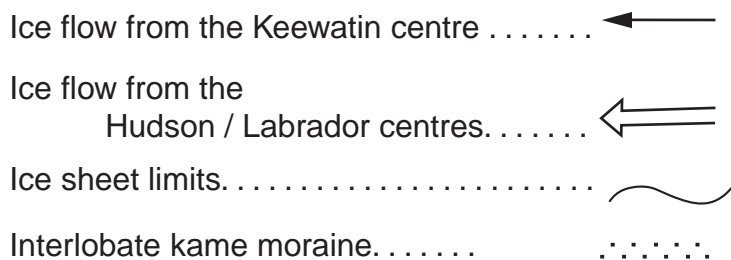 Ice flow from the Keewatin centre . . . . . . .
Ice flow from the
Hudson / Labrador centres. . . . . . .
Ice sheet limits. . . . . . . . . . . . . . . . . . . . . . . .
Interlobate kame moraine. . . . . . .